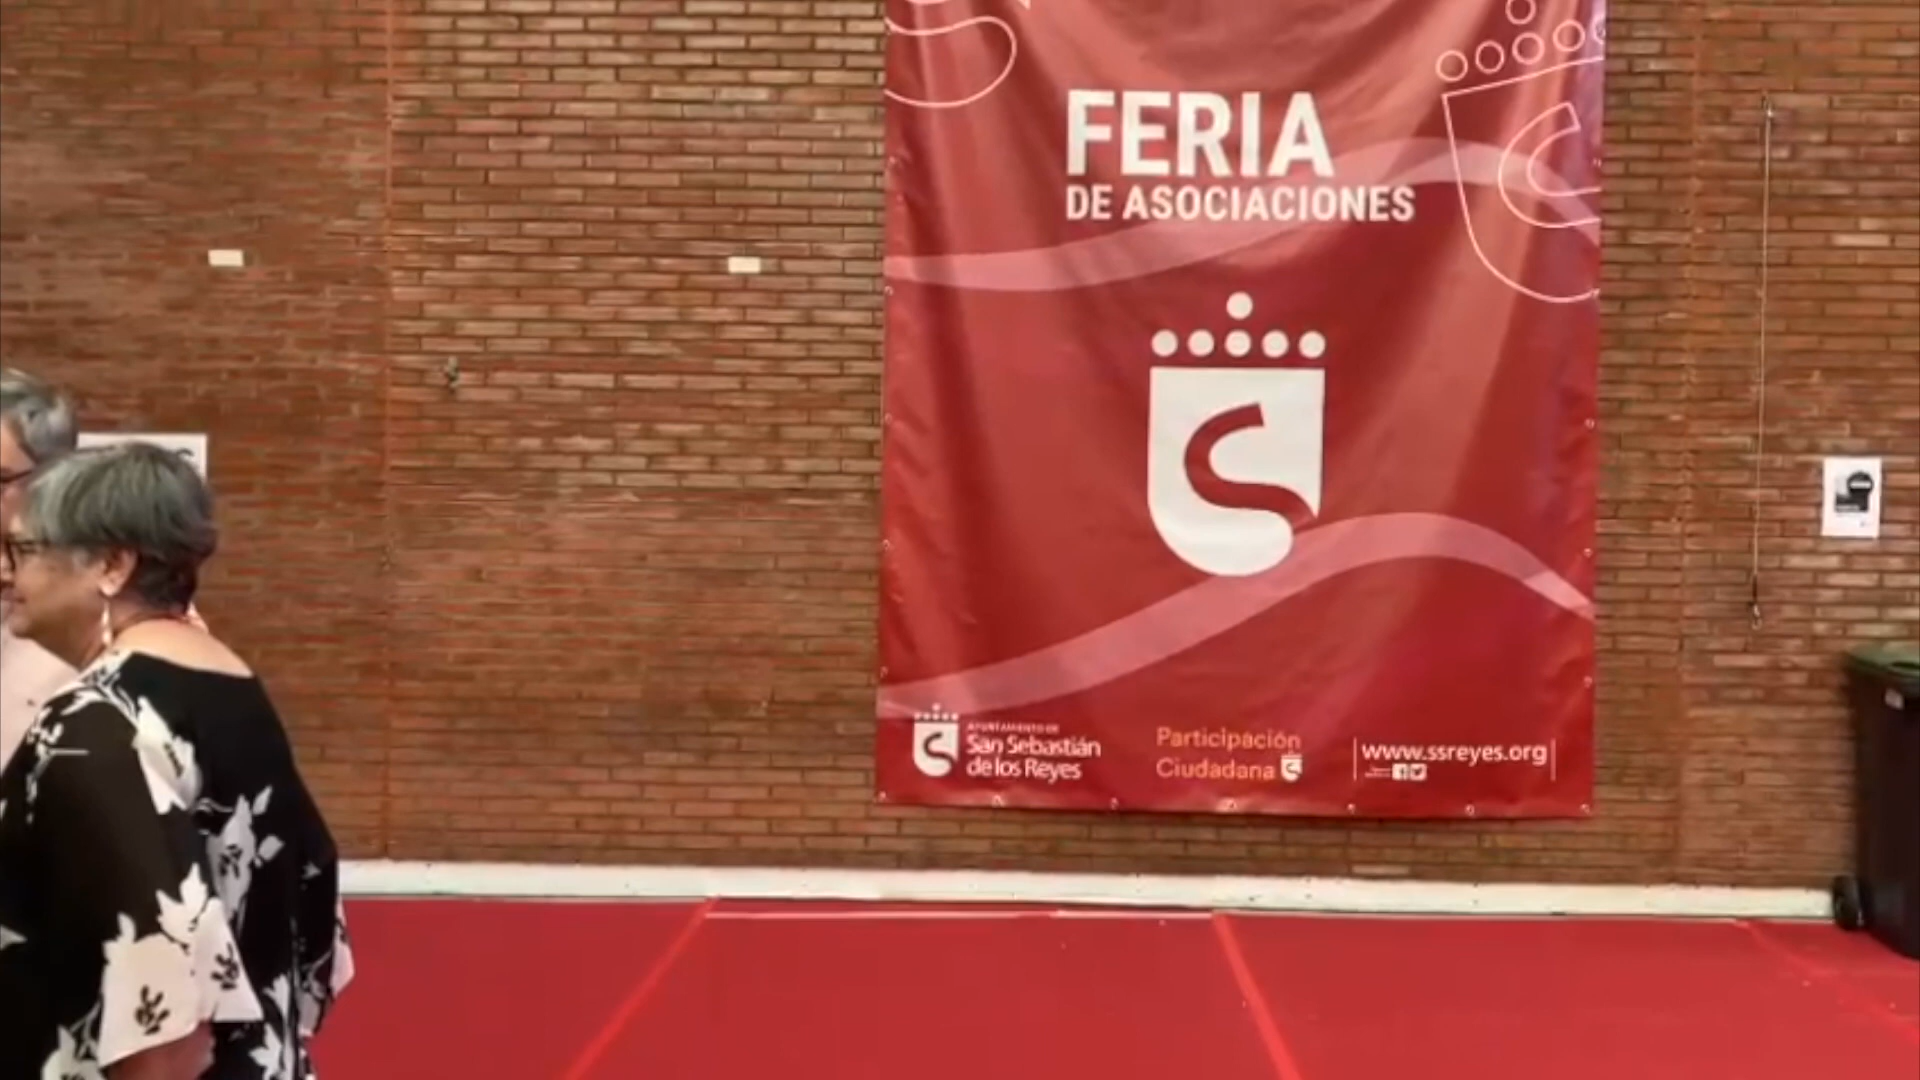 FERIA
DE ASOCIACIONES
AYUNTAMIENTO DE
San Sebastián
de los Reyes
Participación
Ciudadana
www.ssreyes.org